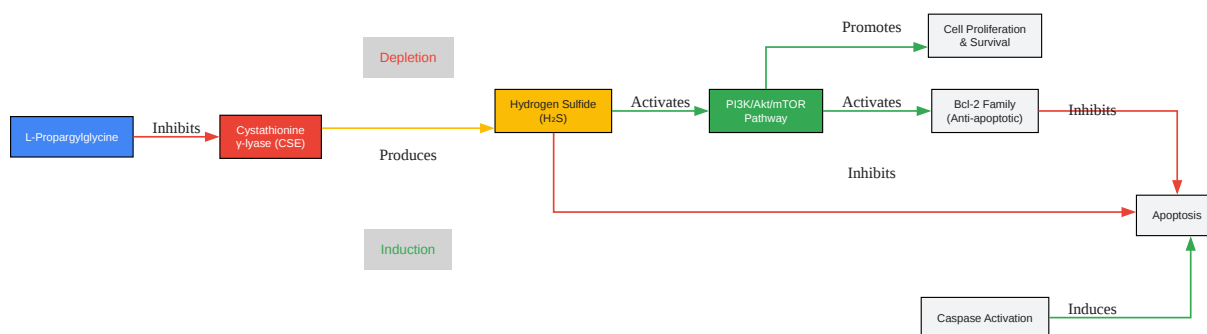 Promotes
Cell Proliferation
& Survival
Depletion
Hydrogen Sulfide
(H₂S)
Activates
PI3K/Akt/mTOR
Pathway
Activates
Bcl-2 Family
(Anti-apoptotic)
Inhibits
L-Propargylglycine
Inhibits
Cystathionine
γ-lyase (CSE)
Produces
Inhibits
Apoptosis
Induction
Caspase Activation
Induces